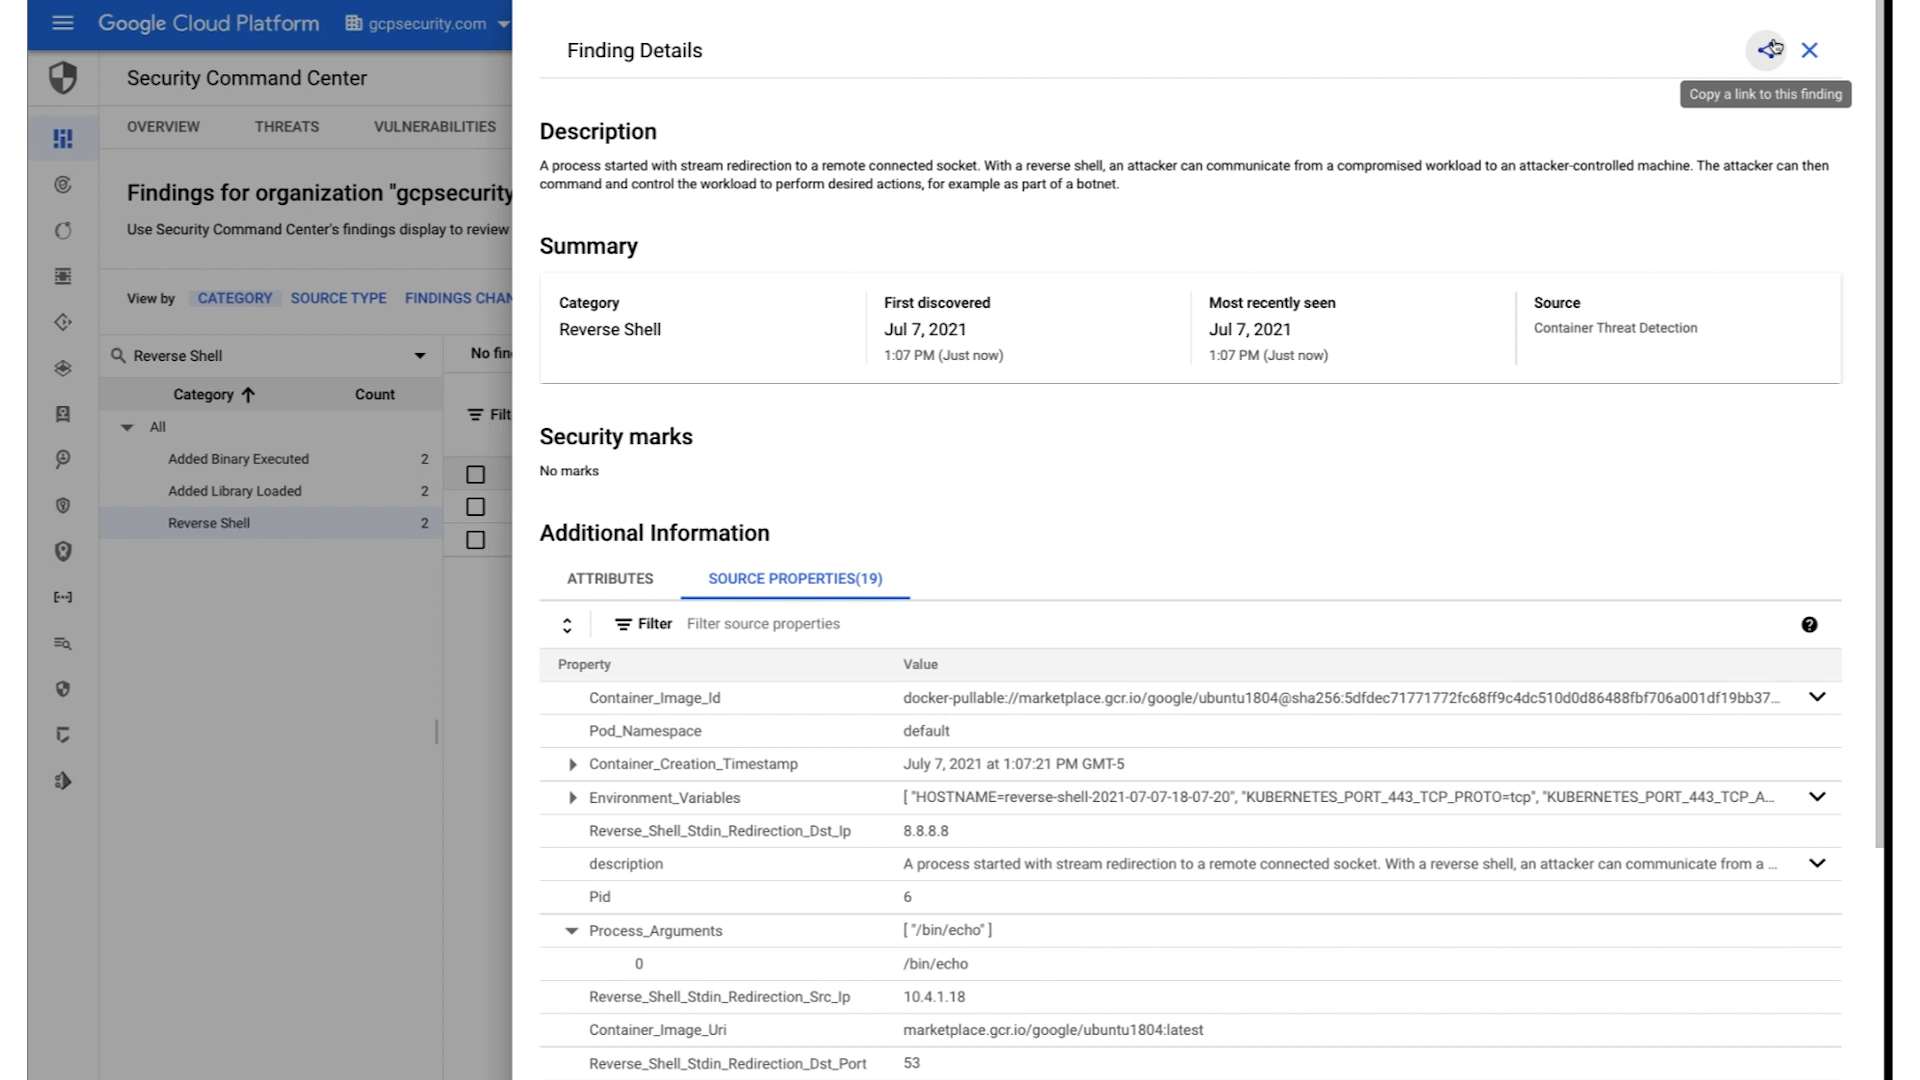 Google Cloud Platform
gcpsecurity.com
Security Command Center
OVERVIEW THREATS VULNERABILITIES
Findings for organization "gcpsecurity
Use Security Command Center's findings display to review
View by CATEGORY SOURCE TYPE FINDINGS CHAN
Reverse Shell
No fin
Category Count
Filt
All
Added Binary Executed 2
Added Library Loaded 2
Reverse Shell 2
Finding Details
Copy a link to this finding
Description
A process started with stream redirection to a remote connected socket. With a reverse shell, an attacker can communicate from a compromised workload to an attacker-controlled machine. The attacker can then
command and control the workload to perform desired actions, for example as part of a botnet.
Summary
Category First discovered Most recently seen Source
Reverse Shell Jul 7, 2021 Jul 7, 2021 Container Threat Detection
1:07 PM (Just now) 1:07 PM (Just now)
Security marks
No marks
Additional Information
ATTRIBUTES SOURCE PROPERTIES(19)
Filter Filter source properties
Property Value
Container_Image_Id docker-pullable://marketplace.gcr.io/google/ubuntu1804@sha256:5dfdec71771772fc68ff9c4dc510d0d86488fbf706a001df19bb37...
Pod_Namespace default
Container_Creation_Timestamp July 7, 2021 at 1:07:21 PM GMT-5
Environment_Variables [ "HOSTNAME=reverse-shell-2021-07-07-18-07-20", "KUBERNETES_PORT_443_TCP_PROTO=tcp", "KUBERNETES_PORT_443_TCP_A...
Reverse_Shell_Stdin_Redirection_Dst_Ip 8.8.8.8
description A process started with stream redirection to a remote connected socket. With a reverse shell, an attacker can communicate from a ...
Pid 6
Process_Arguments [ "/bin/echo" ]
0 /bin/echo
Reverse_Shell_Stdin_Redirection_Src_Ip 10.4.1.18
Container_Image_Uri marketplace.gcr.io/google/ubuntu1804:latest
Reverse_Shell_Stdin_Redirection_Dst_Port 53